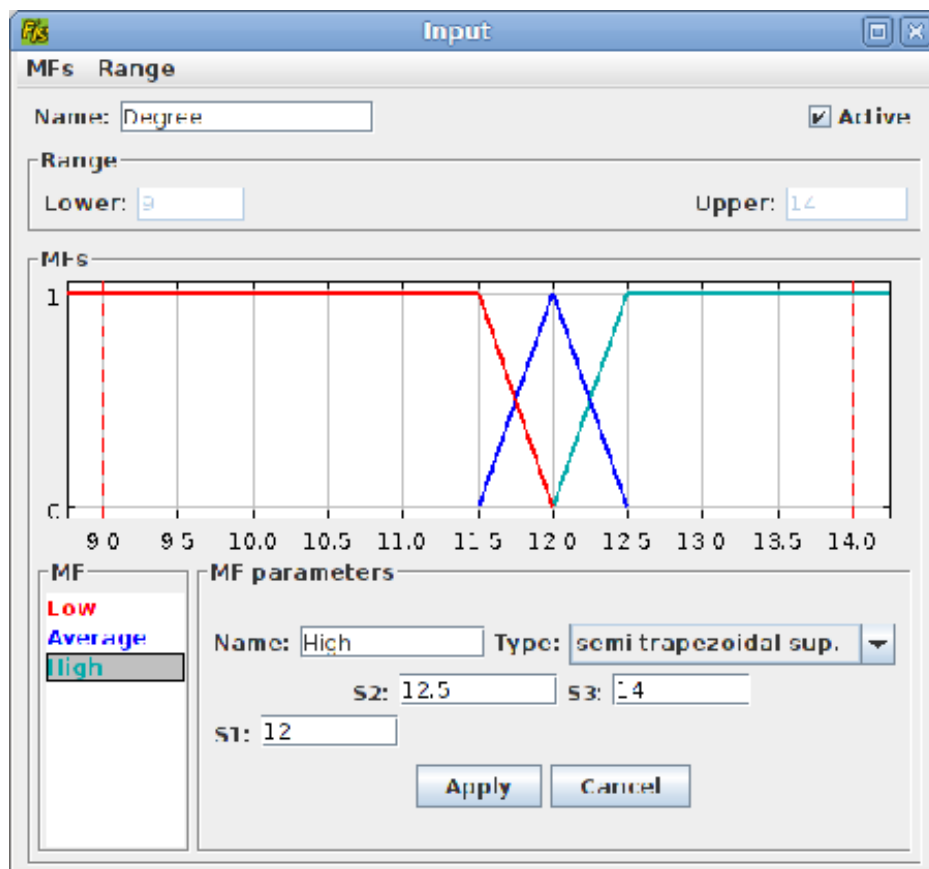 Fis Input
MFs Range
Name: Degree Active
Range
Lower: 9 Upper: 14
MFs
1
0
9.0 9.5 10.0 10.5 11.0 11.5 12.0 12.5 13.0 13.5 14.0
MF MF parameters
Low
Average
High
Name: High Type: semi trapezoidal sup.
S2: 12.5 S3: 14
S1: 12
Apply Cancel